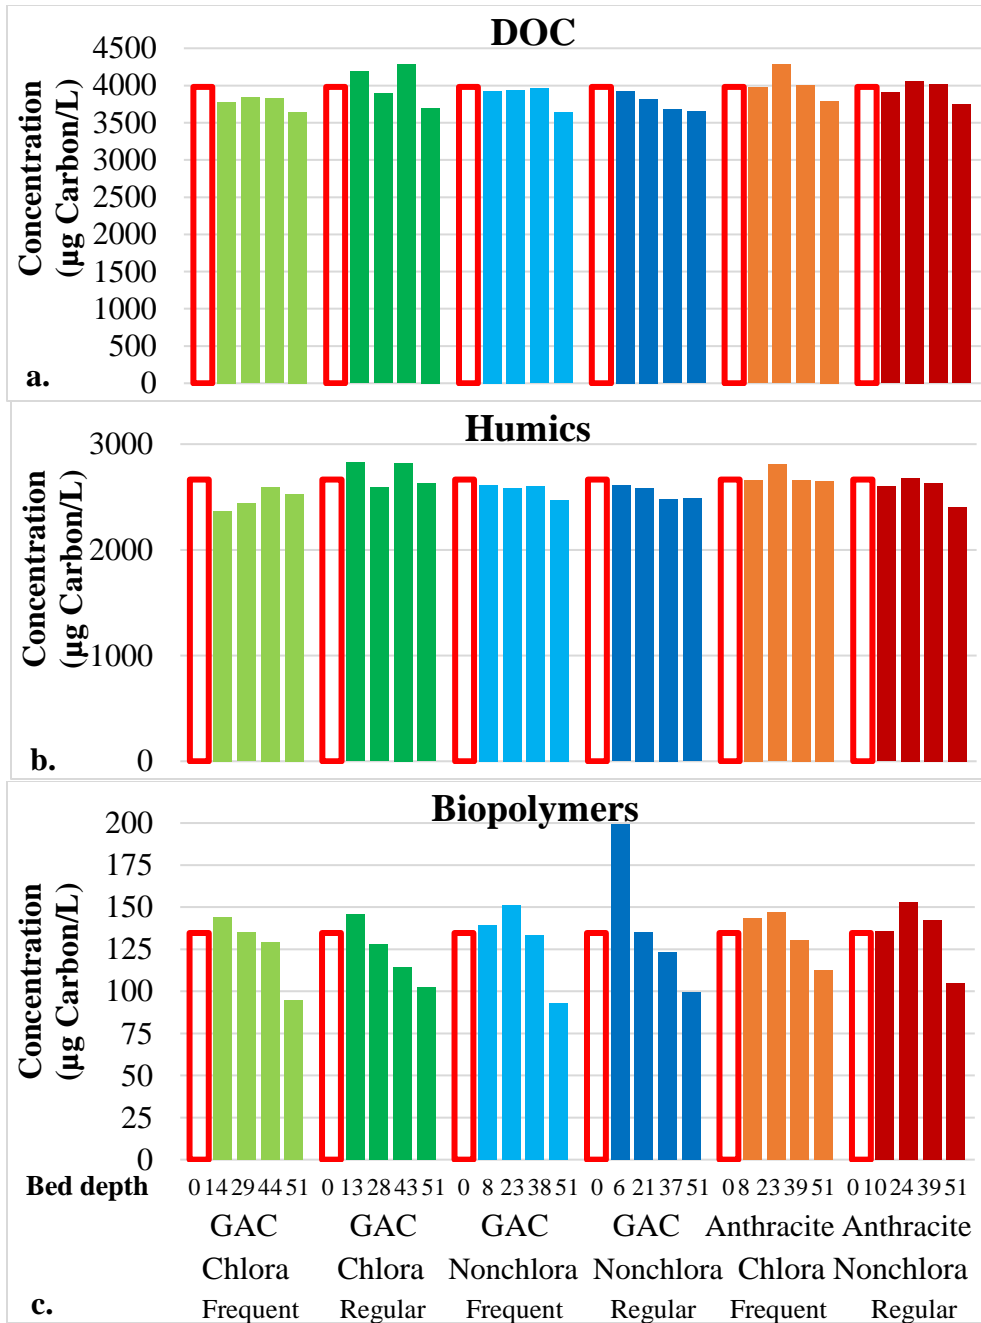 DOC
Concentration
(µg Carbon/L)
4500
4000
3500
3000
2500
2000
1500
1000
500
0
a.
Humics
Concentration
(µg Carbon/L)
3000
2000
1000
0
b.
Biopolymers
Concentration
(µg Carbon/L)
200
175
150
125
100
75
50
25
0
Bed depth 0 14 29 44 51 0 13 28 43 51 0 8 23 38 51 0 6 21 37 51 0 8 23 39 51 0 10 24 39 51
GAC GAC GAC GAC Anthracite Anthracite
Chlora Chlora Nonchlora Nonchlora Chlora Nonchlora
c. Frequent Regular Frequent Regular Frequent Regular